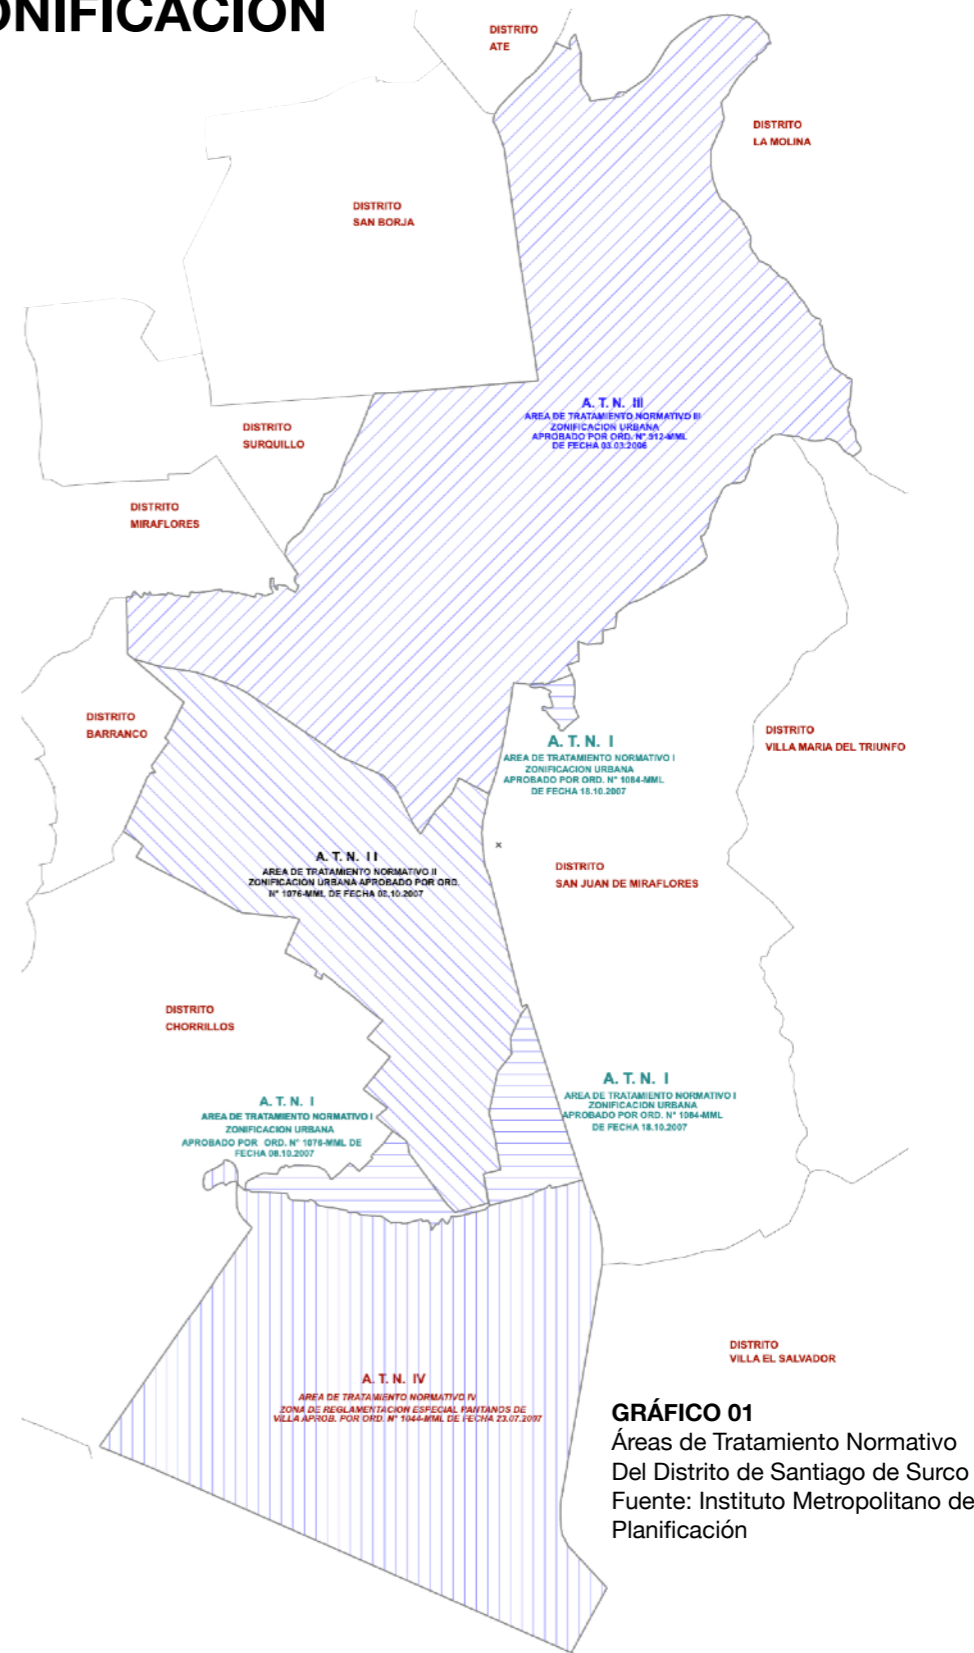 ONIFICACIÓN
DISTRITO
ATE
DISTRITO
LA MOLINA
DISTRITO
SAN BORJA
A. T. N. III
AREA DE TRATAMIENTO NORMATIVO III
ZONIFICACION URBANA
APROBADO POR ORD. N° 912-MML
DE FECHA 03.03.2006
DISTRITO
SURQUILLO
DISTRITO
MIRAFLORES
DISTRITO
BARRANCO
DISTRITO
VILLA MARIA DEL TRIUNFO
A. T. N. I
AREA DE TRATAMIENTO NORMATIVO I
ZONIFICACION URBANA
APROBADO POR ORD. N° 1084-MML
DE FECHA 18.10.2007
x
A. T. N. II
AREA DE TRATAMIENTO NORMATIVO II
ZONIFICACION URBANA APROBADO POR ORD.
N° 1076-MML DE FECHA 08.10.2007
DISTRITO
SAN JUAN DE MIRAFLORES
DISTRITO
CHORRILLOS
A. T. N. I
AREA DE TRATAMIENTO NORMATIVO I
ZONIFICACION URBANA
APROBADO POR ORD. N° 1084-MML
DE FECHA 18.10.2007
A. T. N. I
AREA DE TRATAMIENTO NORMATIVO I
ZONIFICACION URBANA
APROBADO POR ORD. N° 1076-MML DE
FECHA 08.10.2007
DISTRITO
VILLA EL SALVADOR
A. T. N. IV
AREA DE TRATAMIENTO NORMATIVO IV
ZONA DE REGLAMENTACION ESPECIAL PANTANOS DE
VILLA APROB. POR ORD. N° 1044-MML DE FECHA 23.07.2007
GRÁFICO 01
Áreas de Tratamiento Normativo
Del Distrito de Santiago de Surco
Fuente: Instituto Metropolitano de
Planificación